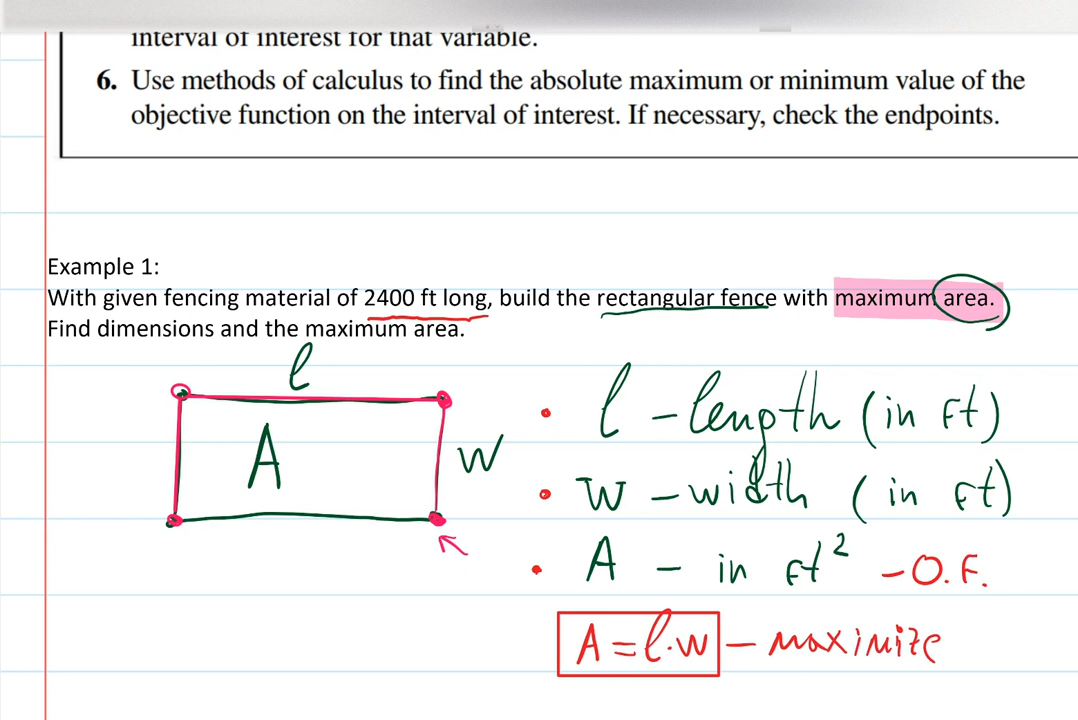 interval of interest for that variable.
6. Use methods of calculus to find the absolute maximum or minimum value of the
objective function on the interval of interest. If necessary, check the endpoints.
Example 1:
With given fencing material of 2400 ft long, build the rectangular fence with maximum area.
Find dimensions and the maximum area.
l
A
w
• l - length (in ft)
• w - width (in ft)
• A - in ft² - O.F.
A = l·w - maximize